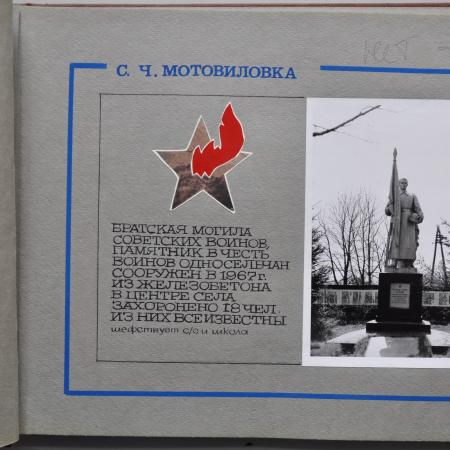 С. Ч. МОТОВИЛОВКА
БРАТСКАЯ МОГИЛА
СОВЕТСКИХ ВОИНОВ,
ПАМЯТНИК В ЧЕСТЬ
ВОИНОВ ОДНОСЕЛЬЧАН
СООРУЖЕН В 1967 г.
ИЗ ЖЕЛЕЗОБЕТОНА
В ЦЕНТРЕ СЕЛА
ЗАХОРОНЕНО 18 ЧЕЛ.
ИЗ НИХ ВСЕ ИЗВЕСТНЫ
шефствует с/с и школа